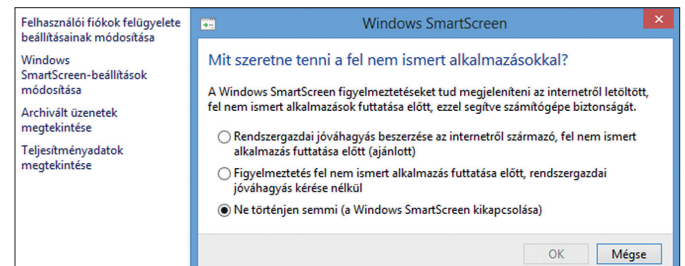 Felhasználói fiókok felügyelete
beállításainak módosítása
Windows
SmartScreen-beállítások
módosítása
Archivált üzenetek
megtekintése
Teljesítményadatok
megtekintése
Windows SmartScreen
Mit szeretne tenni a fel nem ismert alkalmazásokkal?
A Windows SmartScreen figyelmeztetéseket tud megjeleníteni az internetről letöltött,
fel nem ismert alkalmazások futtatása előtt, ezzel segítve számítógépe biztonságát.
Rendszergazdai jóváhagyás beszerzése az internetről származó, fel nem ismert
alkalmazás futtatása előtt (ajánlott)
Figyelmeztetés fel nem ismert alkalmazás futtatása előtt, rendszergazdai
jóváhagyás kérése nélkül
Ne történjen semmi (a Windows SmartScreen kikapcsolása)
OK
Mégse